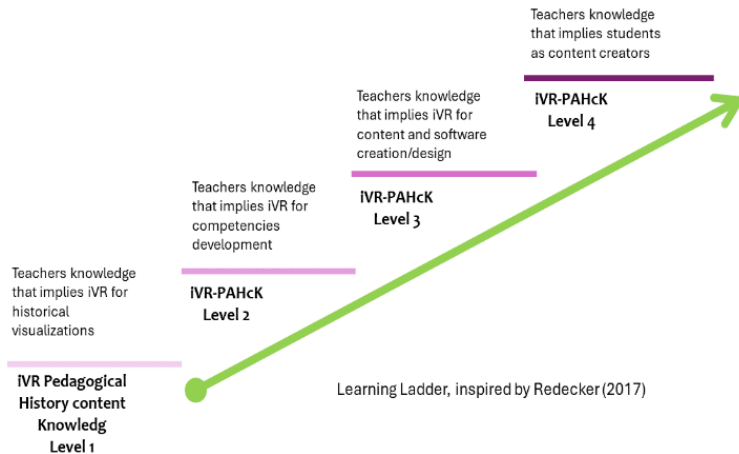 Teachers knowledge
that implies iVR for
historical
visualizations
iVR Pedagogical
History content
Knowledg
Level 1
Teachers knowledge
that implies iVR for
competencies
development
iVR-PAHcK
Level 2
Teachers knowledge
that implies iVR for
content and software
creation/design
iVR-PAHcK
Level 3
Teachers knowledge
that implies students
as content creators
iVR-PAHcK
Level 4
Learning Ladder, inspired by Redecker (2017)